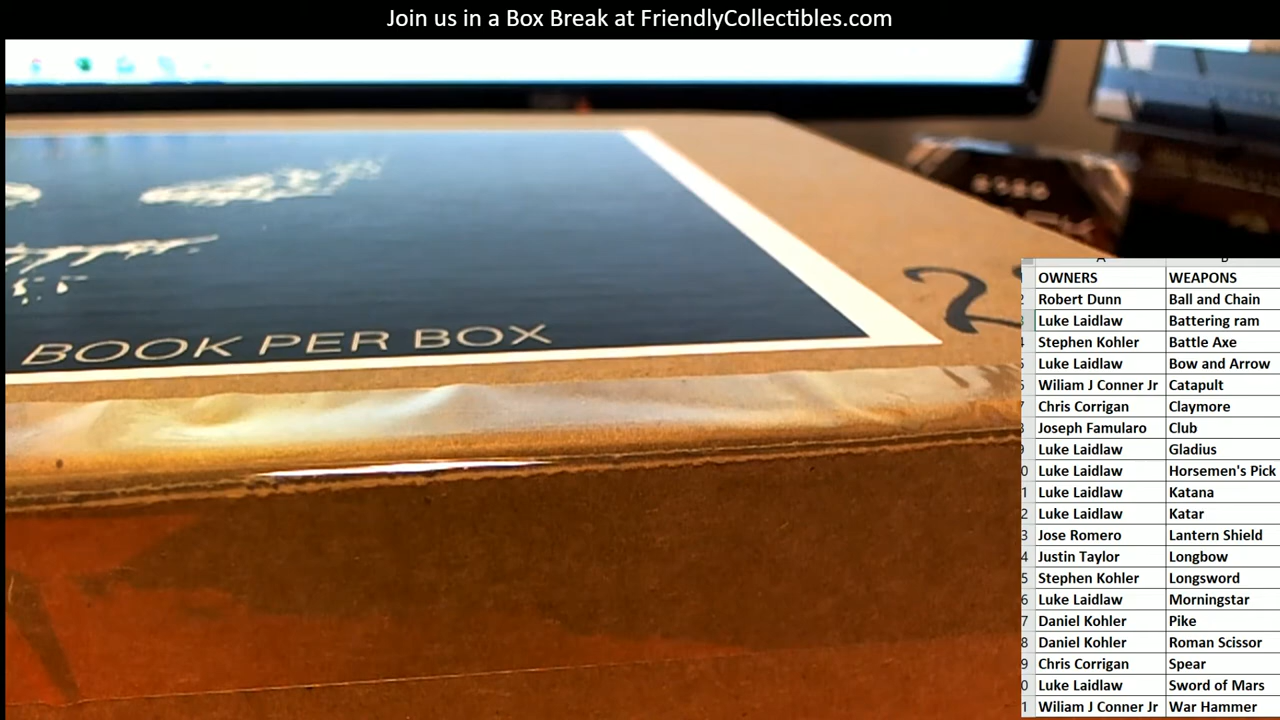 Join us in a Box Break at FriendlyCollectibles.com
BOOK PER BOX
2
OWNERS WEAPONS
Robert Dunn Ball and Chain
Luke Laidlaw Battering ram
Stephen Kohler Battle Axe
Luke Laidlaw Bow and Arrow
Wiliam J Conner Jr Catapult
Chris Corrigan Claymore
Joseph Famularo Club
Luke Laidlaw Gladius
Luke Laidlaw Horsemen's Pick
Luke Laidlaw Katana
Luke Laidlaw Katar
Jose Romero Lantern Shield
Justin Taylor Longbow
Stephen Kohler Longsword
Luke Laidlaw Morningstar
Daniel Kohler Pike
Daniel Kohler Roman Scissor
Chris Corrigan Spear
Luke Laidlaw Sword of Mars
Wiliam J Conner Jr War Hammer